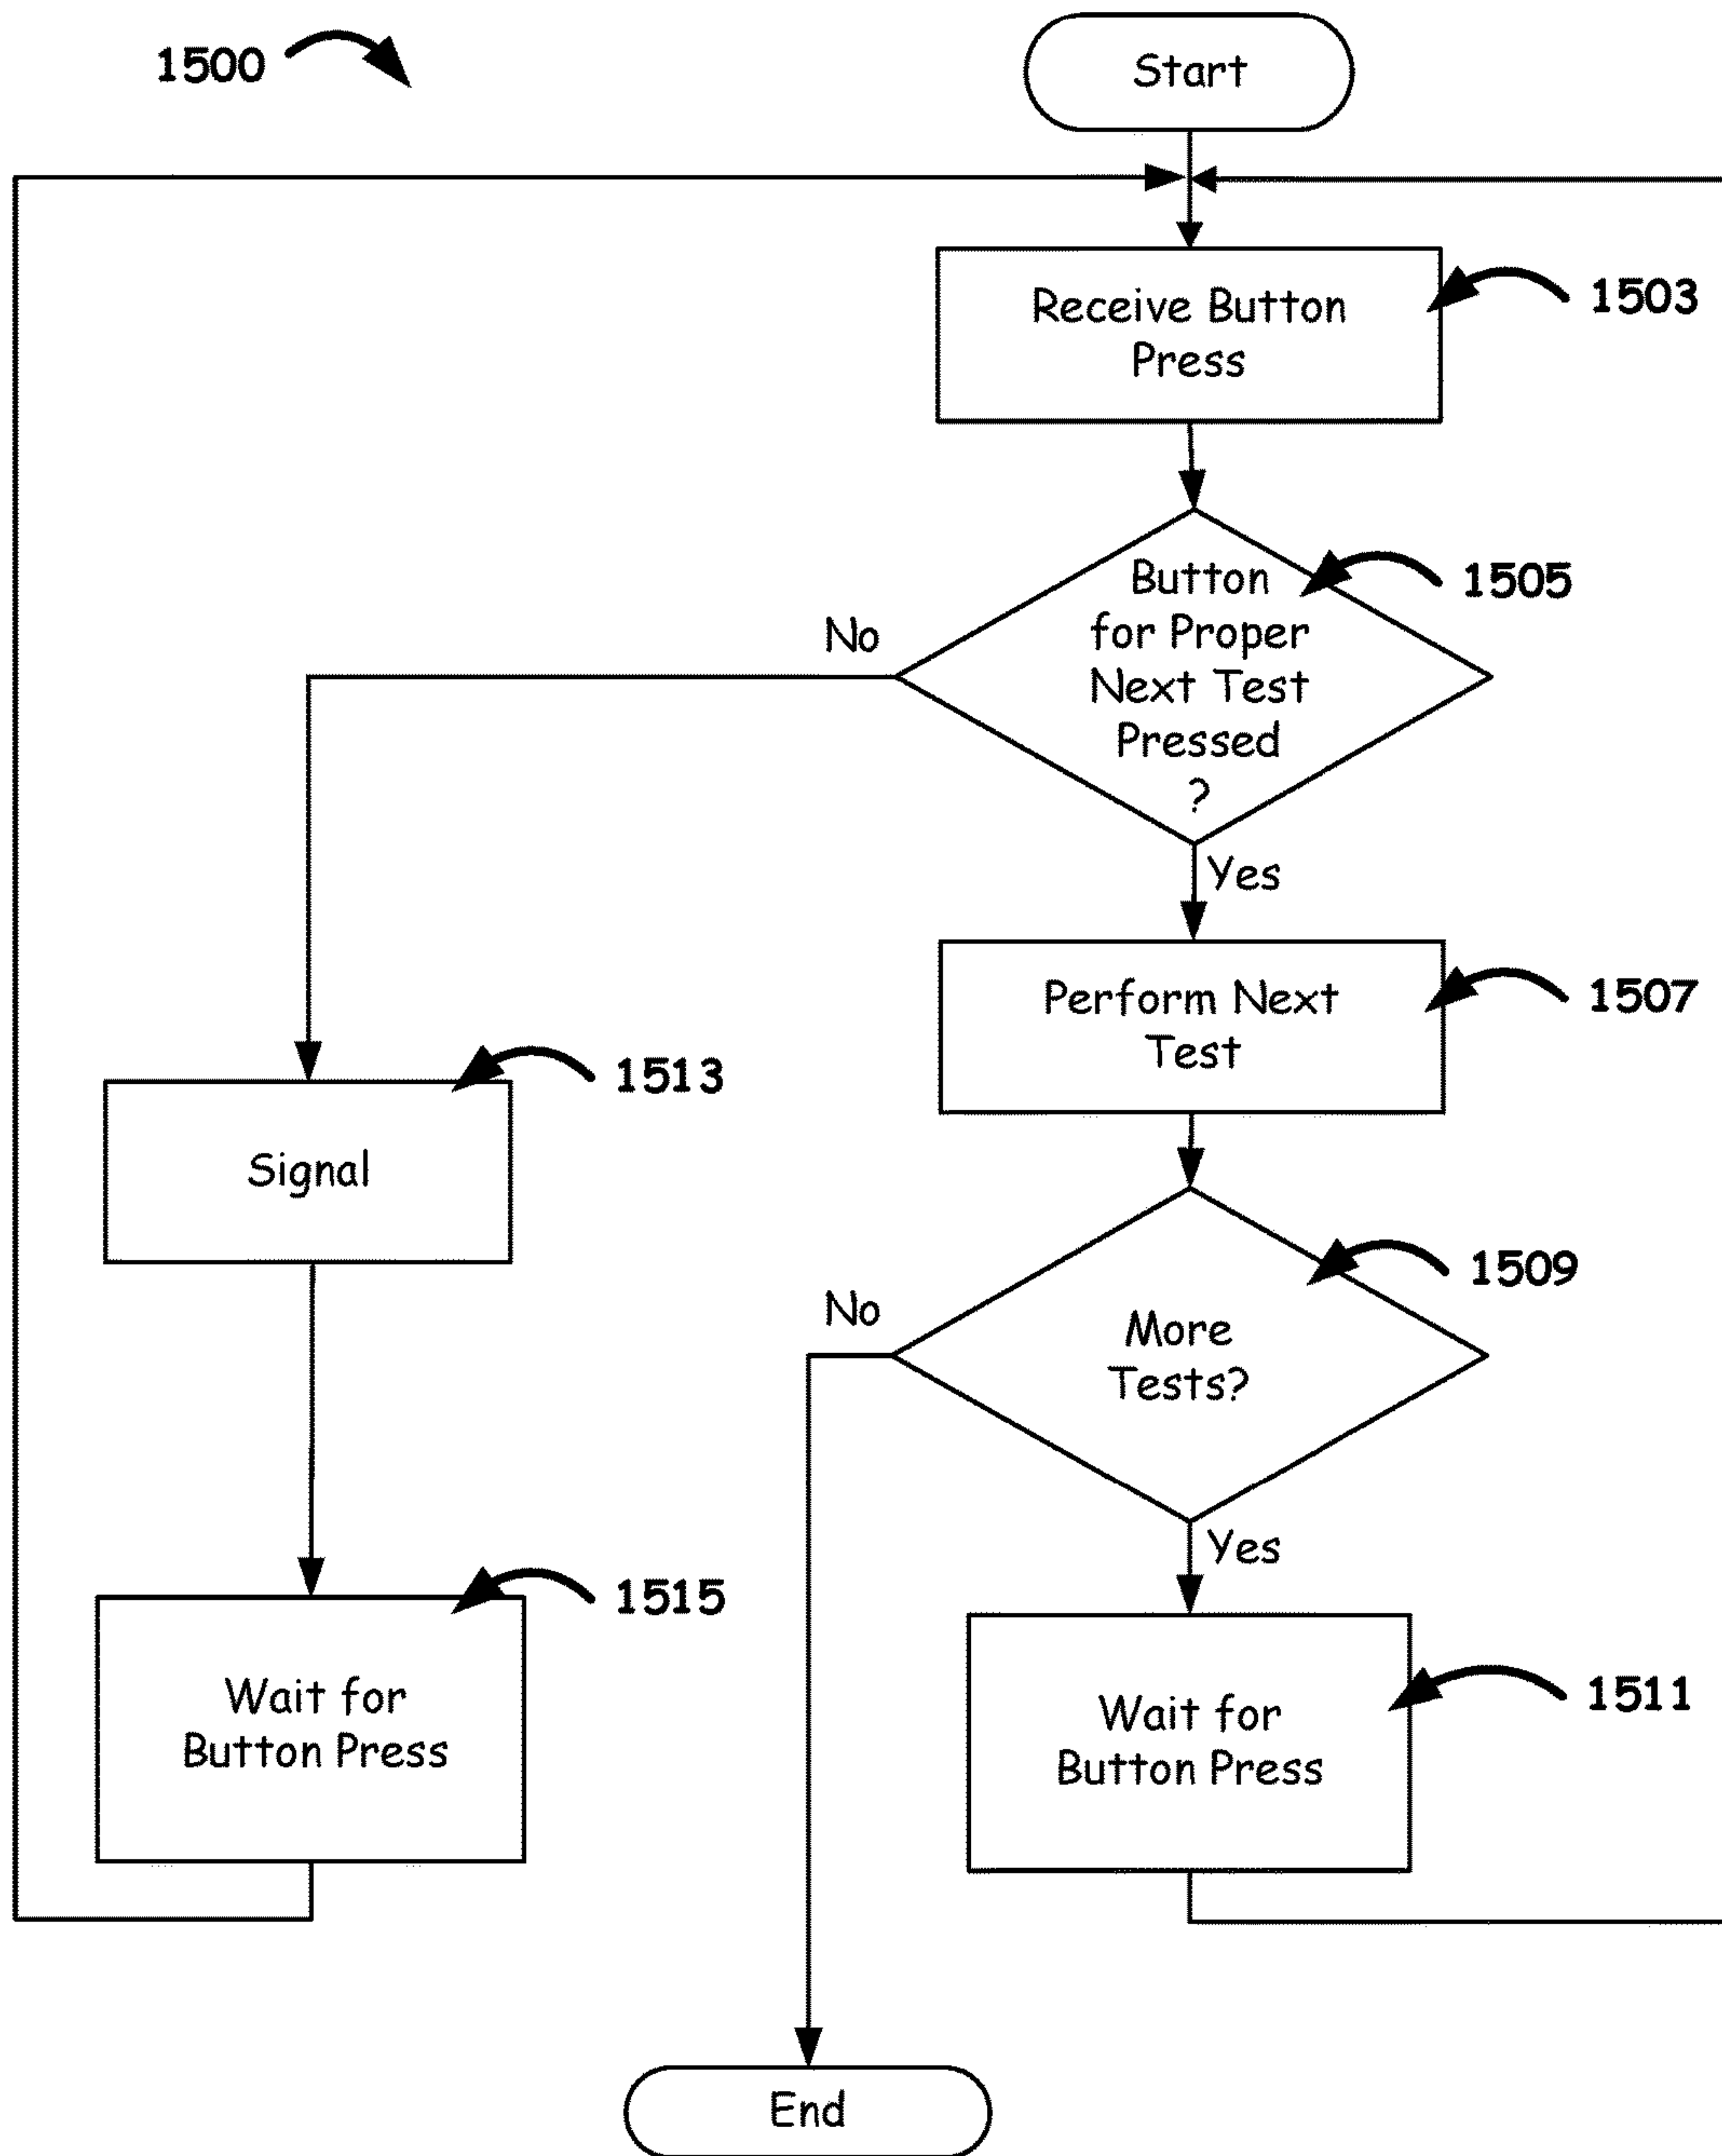 1500
Start
Receive Button
Press
1503
Button
for Proper
Next Test
Pressed
?
1505
No
Yes
Perform Next
Test
1507
Signal
1513
More
Tests?
1509
No
Yes
Wait for
Button Press
1515
Wait for
Button Press
1511
End